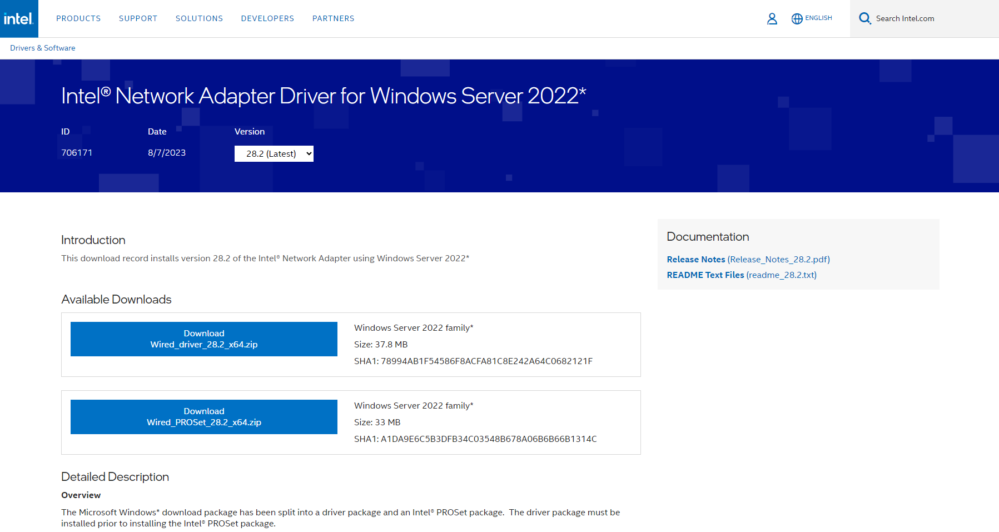 intel.
PRODUCTS
SUPPORT
SOLUTIONS
DEVELOPERS
PARTNERS
ENGLISH
Search Intel.com
Drivers & Software
Intel® Network Adapter Driver for Windows Server 2022*
ID
Date
Version
706171
8/7/2023
28.2 (Latest)
Introduction
This download record installs version 28.2 of the Intel® Network Adapter using Windows Server 2022*
Documentation
Release Notes (Release_Notes_28.2.pdf)
README Text Files (readme_28.2.txt)
Available Downloads
Download
Wired_driver_28.2_x64.zip
Windows Server 2022 family*
Size: 37.8 MB
SHA1: 78994AB1F54586F8ACFA81C8E242A64C0682121F
Download
Wired_PROSet_28.2_x64.zip
Windows Server 2022 family*
Size: 33 MB
SHA1: A1DA9E6C5B3DFB34C03548B678A06B6B66B1314C
Detailed Description
Overview
The Microsoft Windows* download package has been split into a driver package and an Intel® PROSet package.  The driver package must be
installed prior to installing the Intel® PROSet package.